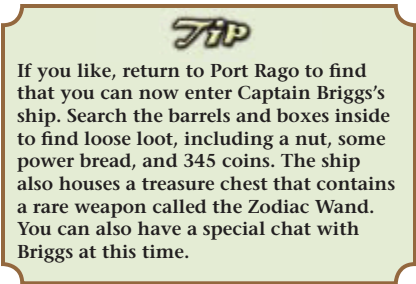 Tip
If you like, return to Port Rago to find
that you can now enter Captain Briggs's
ship. Search the barrels and boxes inside
to find loose loot, including a nut, some
power bread, and 345 coins. The ship
also houses a treasure chest that contains
a rare weapon called the Zodiac Wand.
You can also have a special chat with
Briggs at this time.